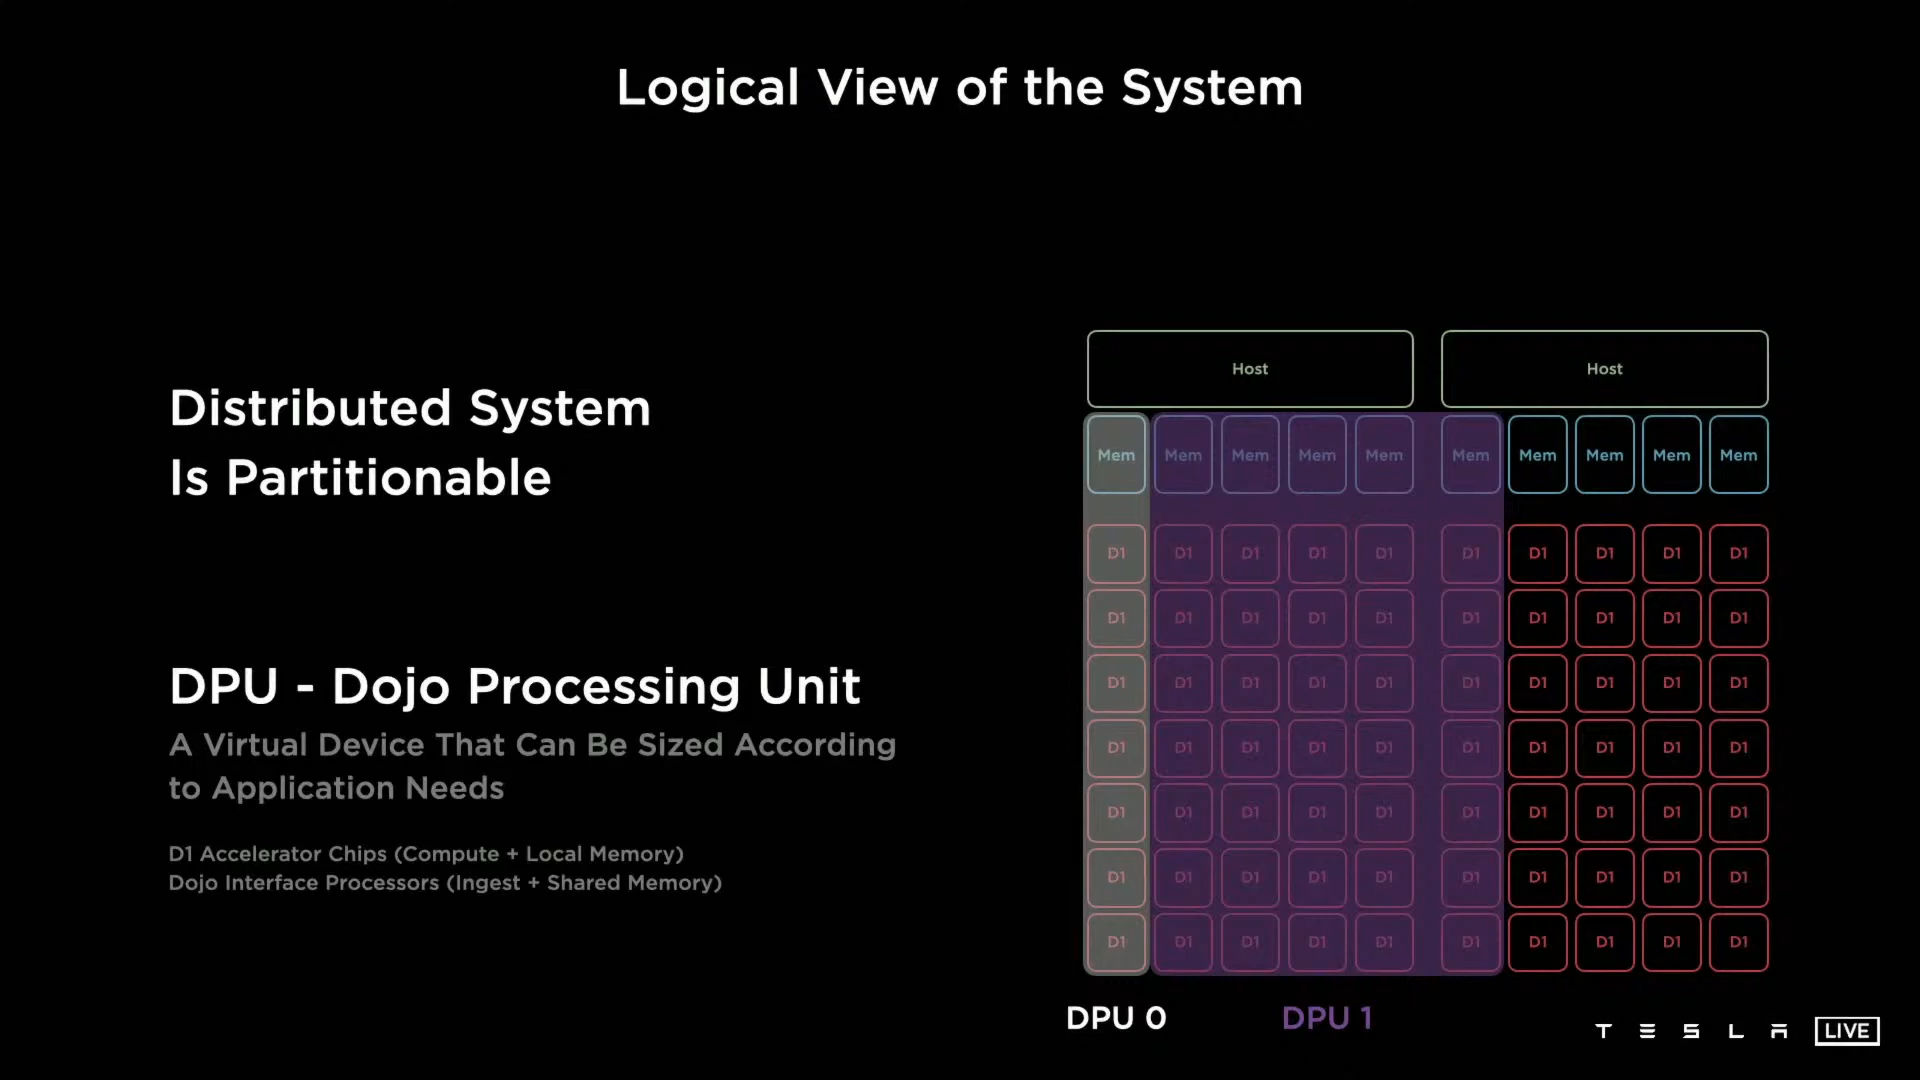 Logical View of the System
Distributed System
Is Partitionable
DPU - Dojo Processing Unit
A Virtual Device That Can Be Sized According
to Application Needs
D1 Accelerator Chips (Compute + Local Memory)
Dojo Interface Processors (Ingest + Shared Memory)
Host Host
Mem Mem Mem Mem Mem Mem Mem Mem Mem Mem
D1 D1 D1 D1 D1 D1 D1 D1 D1 D1
D1 D1 D1 D1 D1 D1 D1 D1 D1 D1
D1 D1 D1 D1 D1 D1 D1 D1 D1 D1
D1 D1 D1 D1 D1 D1 D1 D1 D1 D1
D1 D1 D1 D1 D1 D1 D1 D1 D1 D1
D1 D1 D1 D1 D1 D1 D1 D1 D1 D1
D1 D1 D1 D1 D1 D1 D1 D1 D1 D1
DPU 0 DPU 1
TESLA LIVE